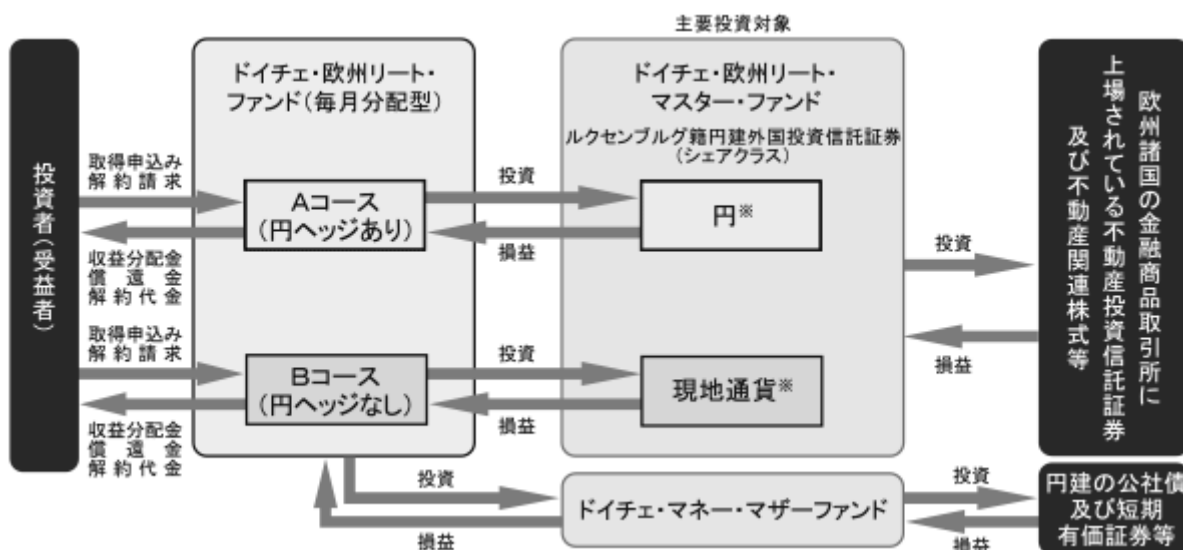 主要投資対象
投資者(受益者)
取得申込み
解約請求
収益分配金
償還金
解約代金
取得申込み
解約請求
収益分配金
償還金
解約代金
ドイチェ・欧州リート・
ファンド(毎月分配型)
Aコース
(円ヘッジあり)
Bコース
(円ヘッジなし)
投資
損益
投資
損益
ドイチェ・欧州リート・
マスター・ファンド
ルクセンブルグ籍円建外国投資信託証券
(シェアクラス)
円※
現地通貨※
投資
損益
欧州諸国の金融商品取引所に
上場されている不動産投資信託証券
及び不動産関連株式等
投資
損益
ドイチェ・マネー・マザーファンド
投資
損益
円建の公社債
及び短期
有価証券等